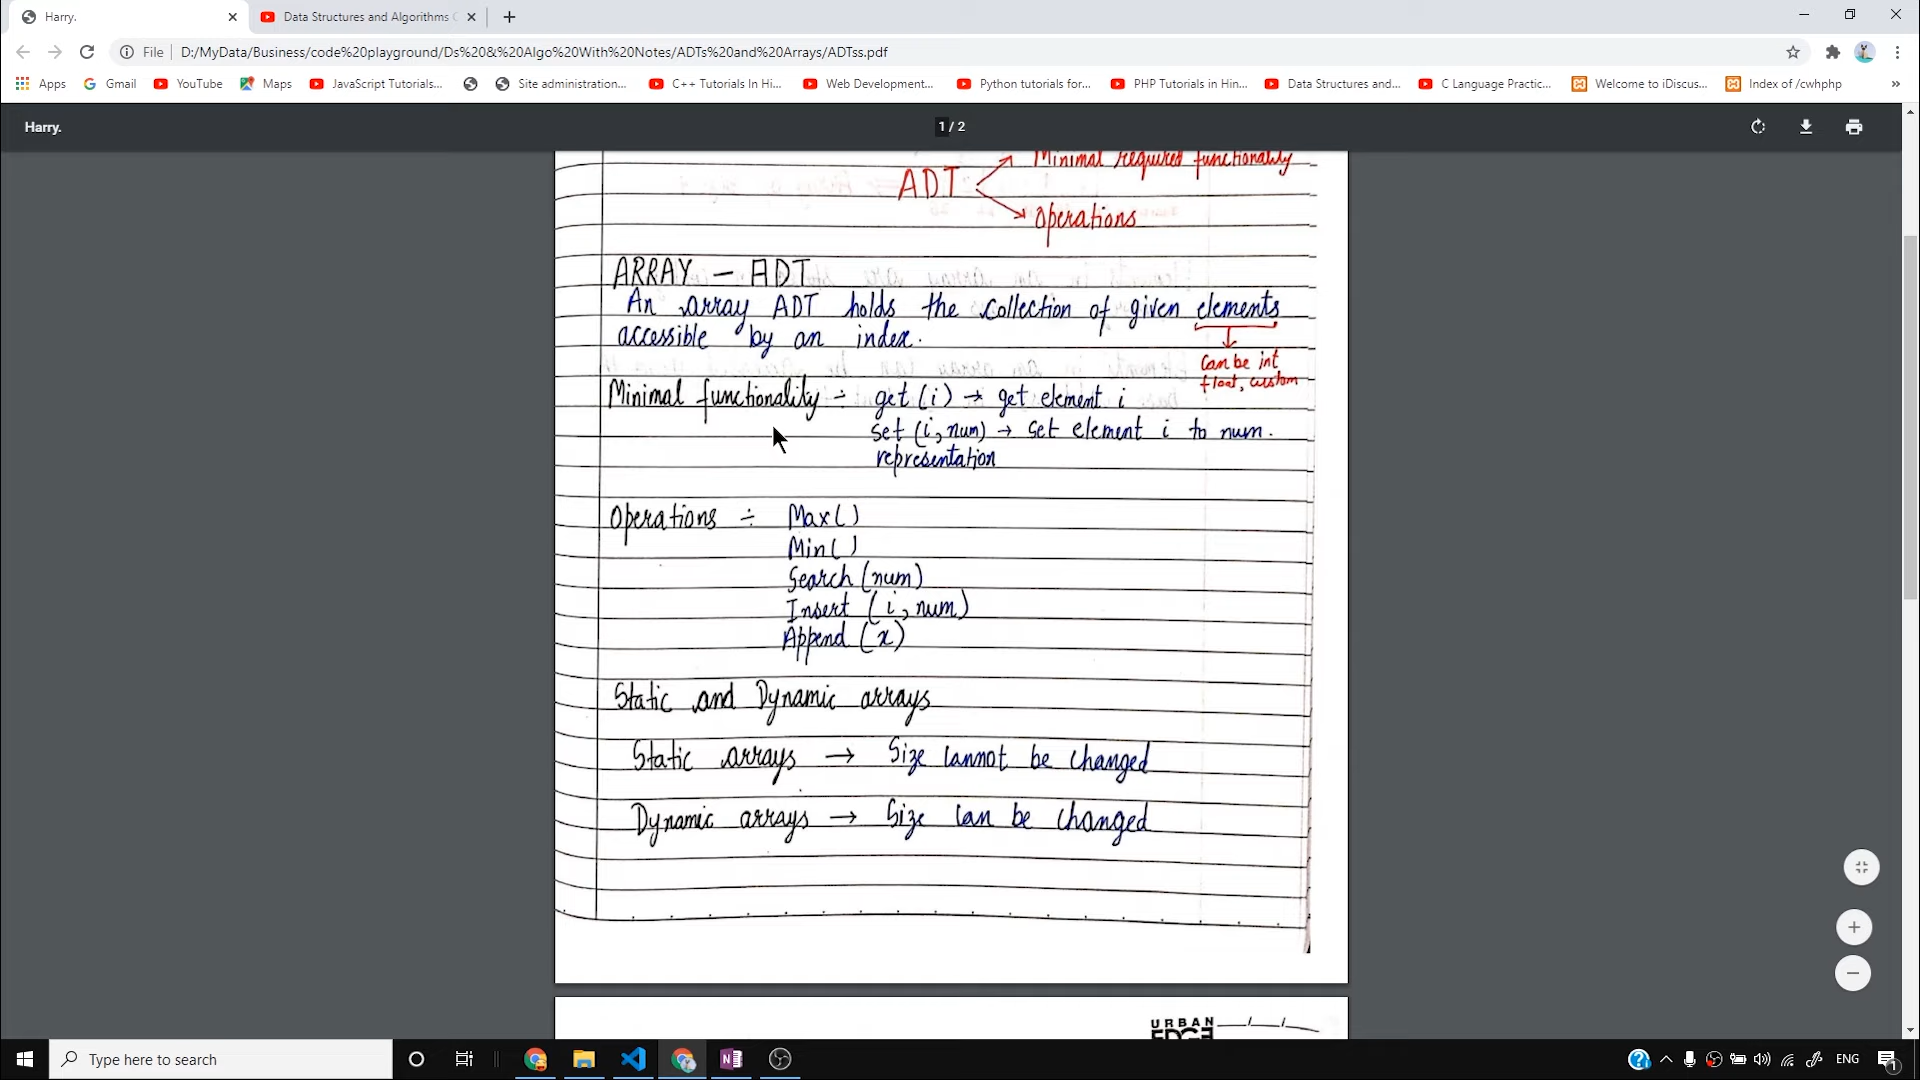 Harry.
Data Structures and Algorithms C
File D:/MyData/Business/code%20playground/Ds%20&%20Algo%20With%20Notes/ADTs%20and%20Arrays/ADTss.pdf
Apps Gmail YouTube Maps JavaScript Tutorials... Site administration... C++ Tutorials In Hi... Web Development... Python tutorials for... PHP Tutorials in Hin... Data Structures and... C Language Practic... Welcome to iDiscus... Index of /cwhphp »
Harry. 1 / 2
Minimal required functionality
ADT
Operations
ARRAY – ADT
An array ADT holds the collection of given elements
accessible by an index.
Can be int
float, custom
Minimal functionality ÷ get (i) → get element i
Set (i, num) → Set element i to num.
representation
Operations ÷ Max()
Min()
Search (num)
Insert (i, num)
Append (x)
Static and Dynamic arrays
Static arrays → Size cannot be changed
Dynamic arrays → Size can be changed
URBAN
EDGE
Type here to search
ENG
1